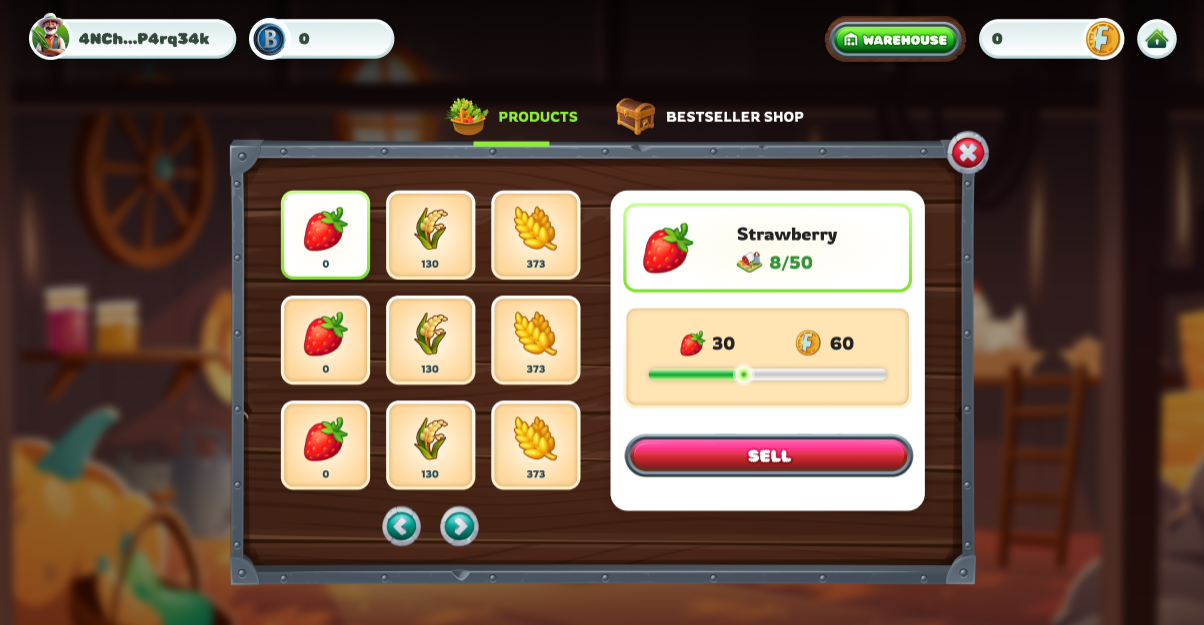 4NCh...P4rq34k
0
WAREHOUSE
0
PRODUCTS
BESTSELLER SHOP
0
130
373
Strawberry
8/50
0
130
373
30
60
0
130
373
SELL